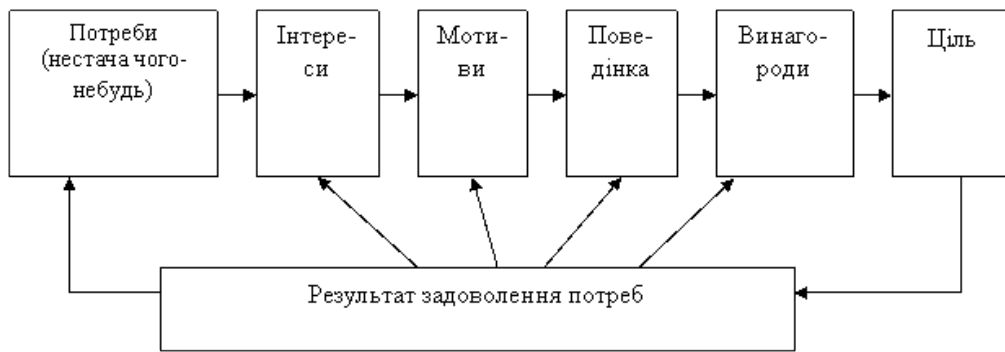 Потреби
(нестача чого-
небудь)
Інтере-
си
Моти-
ви
Пове-
дінка
Винаго-
роди
Ціль
Результат задоволення потреб